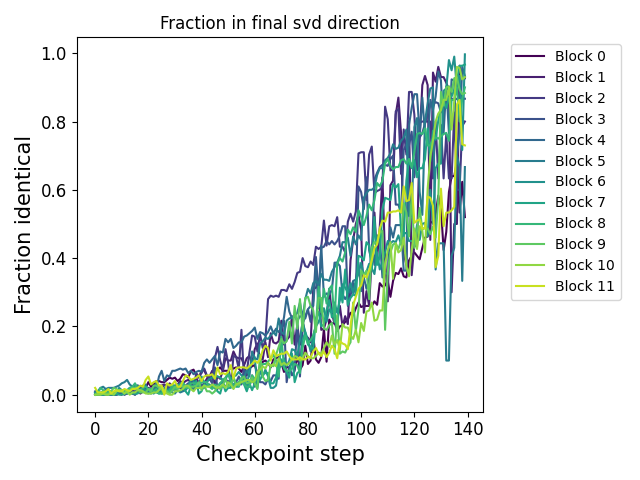 Fraction in final svd direction
Fraction identical
1.0
0.8
0.6
0.4
0.2
0.0
0 20 40 60 80 100 120 140
Checkpoint step
Block 0
Block 1
Block 2
Block 3
Block 4
Block 5
Block 6
Block 7
Block 8
Block 9
Block 10
Block 11